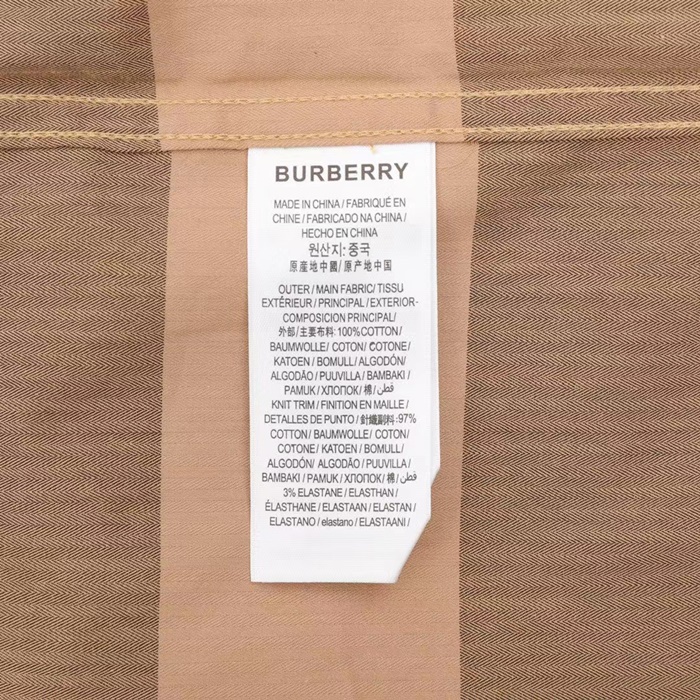 BURBERRY
MADE IN CHINA / FABRIQUÉ EN
CHINE / FABRICADO NA CHINA /
HECHO EN CHINA
원산지: 중국
原産地中國/ 原产地中国
OUTER / MAIN FABRIC/ TISSU
EXTÉRIEUR / PRINCIPAL / EXTERIOR-
COMPOSICION PRINCIPAL/
外部/主要布料: 100%COTTON /
BAUMWOLLE / COTON / COTONE /
KATOEN / BOMULL / ALGODÓN/
ALGODÃO / PUUVILLA / BAMBAKI /
PAMUK / ХЛОПОК / 棉/ قطن/
KNIT TRIM / FINITION EN MAILLE /
DETALLES DE PUNTO / 針織副料: 97%
COTTON / BAUMWOLLE / COTON /
COTONE / KATOEN / BOMULL/
ALGODÓN/ ALGODÃO / PUUVILLA /
BAMBAKI / PAMUK / ХЛОПОК/ 棉/ قطن
3% ELASTANE / ELASTHAN /
ÉLASTHANE / ELASTAAN / ELASTAN /
ELASTANO / elastano / ELASTAANI /